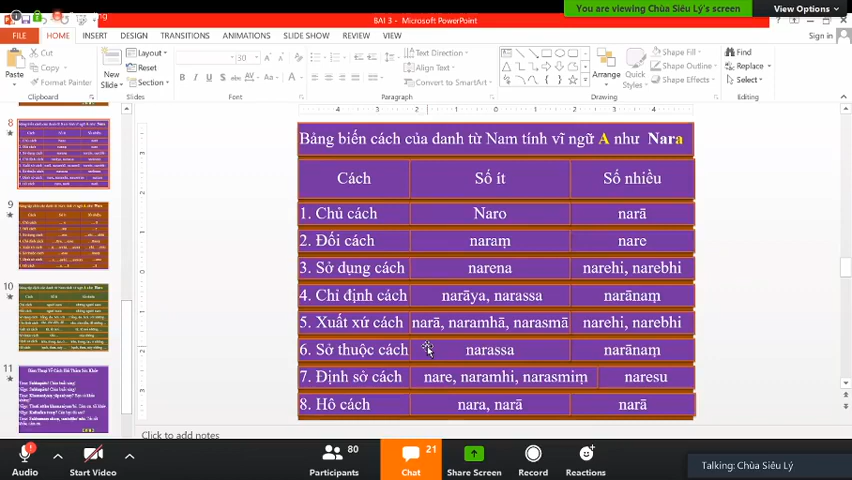 You are viewing Chùa Siêu Lý's screen
View Options
BAI 3 - Microsoft PowerPoint
FILE HOME INSERT DESIGN TRANSITIONS ANIMATIONS SLIDE SHOW REVIEW VIEW
Sign in
Paste
Cut
Copy
Format Painter
Clipboard
New
Slide
Layout
Reset
Section
Slides
30
Font
Text Direction
Align Text
Convert to SmartArt
Paragraph
Arrange
Quick
Styles
Shape Fill
Shape Outline
Shape Effects
Drawing
Find
Replace
Select
Editing
8
9
10
11
Bảng biến cách của danh từ Nam tính vĩ ngữ A như Nara
Cách Số ít Số nhiều
1. Chủ cách Naro narā
2. Đối cách naraṃ nare
3. Sở dụng cách narena narehi, narebhi
4. Chỉ định cách narāya, narassa narānaṃ
5. Xuất xứ cách narā, naramhā, narasmā narehi, narebhi
6. Sở thuộc cách narassa narānaṃ
7. Định sở cách nare, naramhi, narasmiṃ naresu
8. Hô cách nara, narā narā
Click to add notes
Audio
Start Video
Participants 80
Chat 21
Share Screen
Record
Reactions
Talking: Chùa Siêu Lý